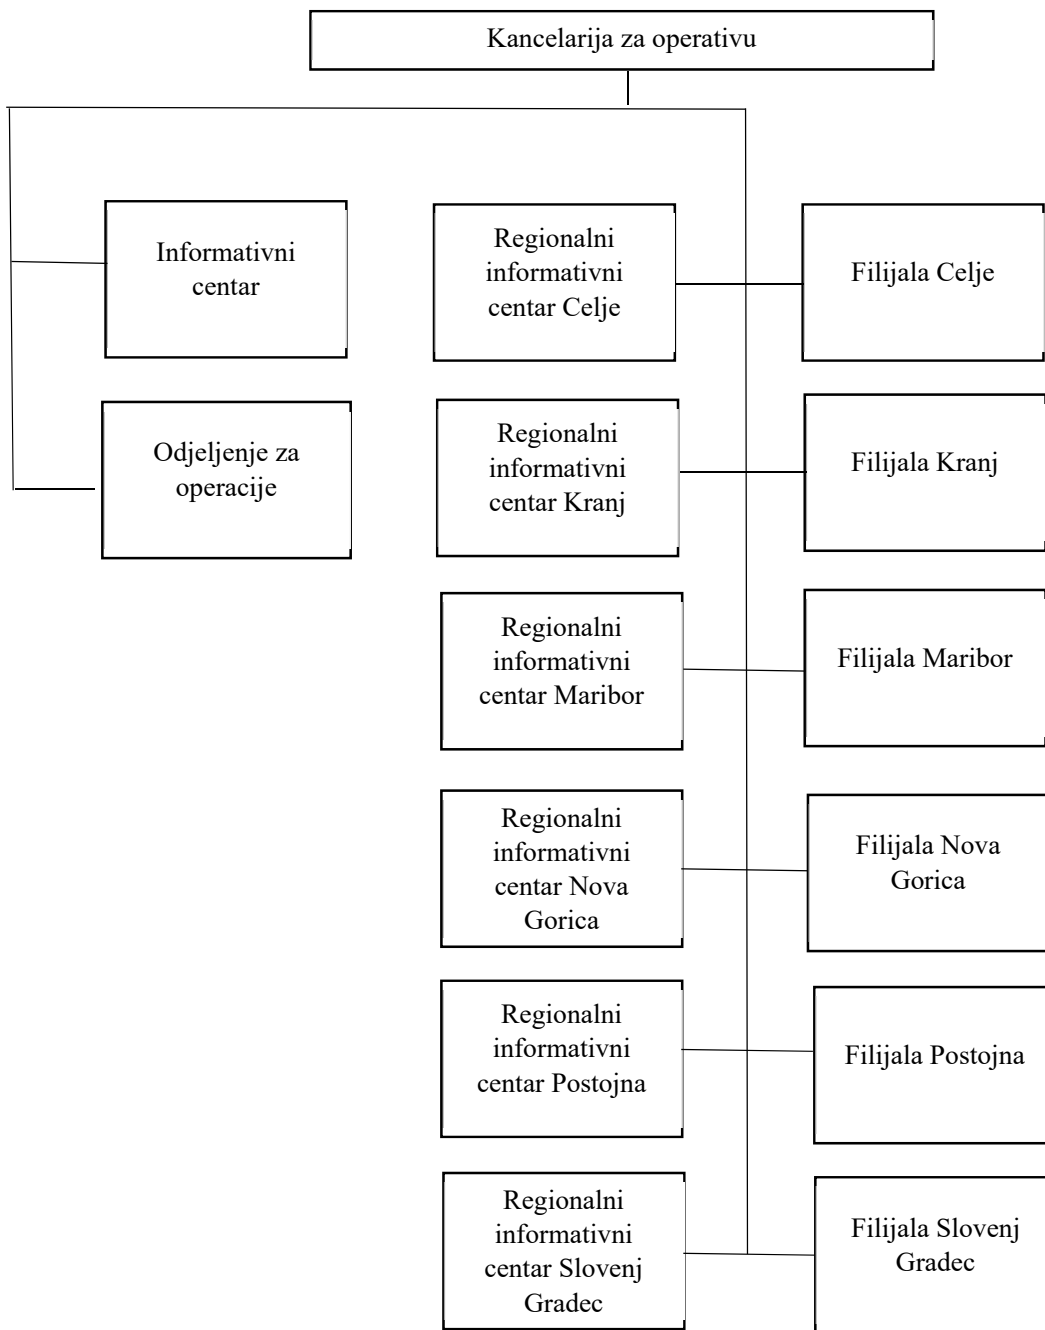 Kancelarija za operativu
Informativni
centar
Regionalni
informativni
centar Celje
Filijala Celje
Odjeljenje za
operacije
Regionalni
informativni
centar Kranj
Filijala Kranj
Regionalni
informativni
centar Maribor
Filijala Maribor
Regionalni
informativni
centar Nova
Gorica
Filijala Nova
Gorica
Regionalni
informativni
centar Postojna
Filijala Postojna
Regionalni
informativni
centar Slovenj
Gradec
Filijala Slovenj
Gradec